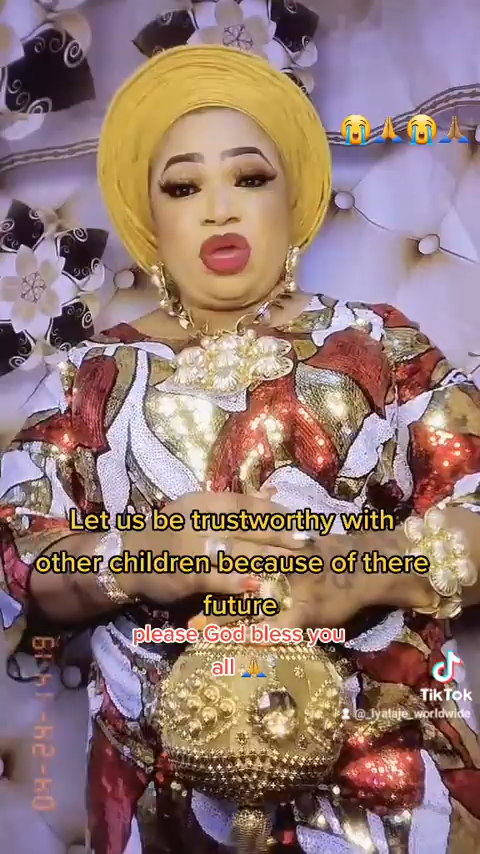 Let us be trustworthy with
other children because of there
future
please God bless you
all 🙏
TikTok
@_iyalaje_worldwide